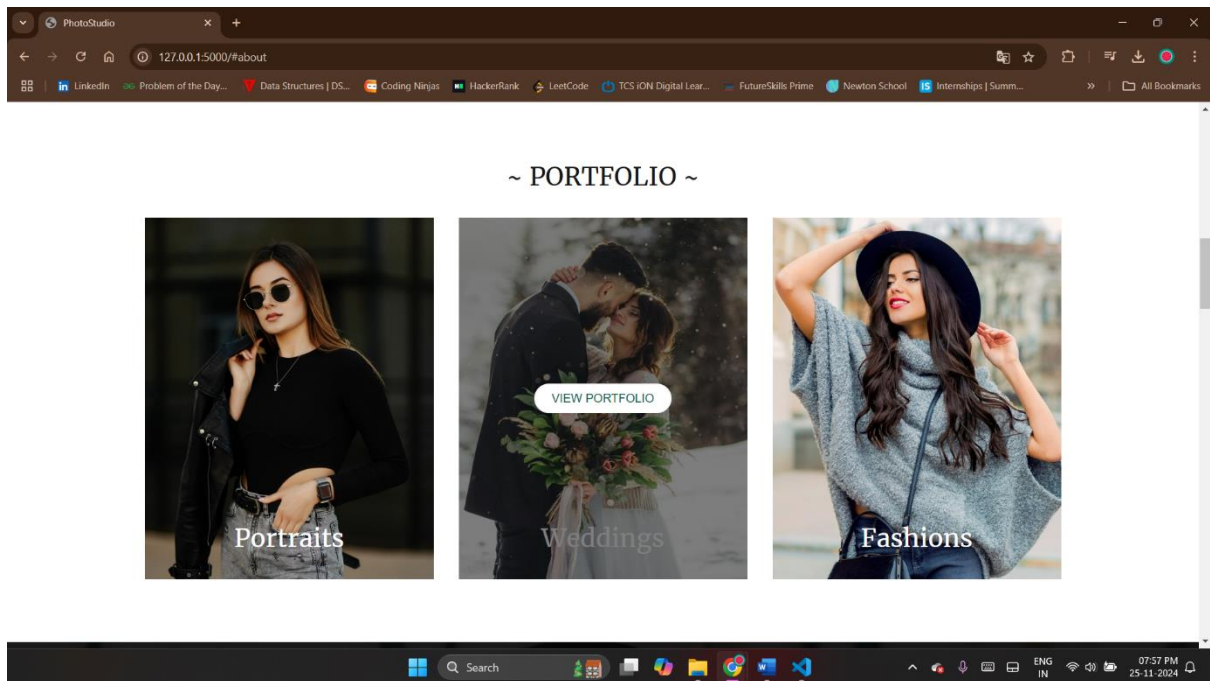 PhotoStudio
127.0.0.1:5000/#about
LinkedIn Problem of the Day... Data Structures | DS... Coding Ninjas HackerRank LeetCode TCS iON Digital Lear... FutureSkills Prime Newton School Internships | Summ... » All Bookmarks
~ PORTFOLIO ~
VIEW PORTFOLIO
Portraits Weddings Fashions
Search
ENG 07:57 PM
IN 25-11-2024